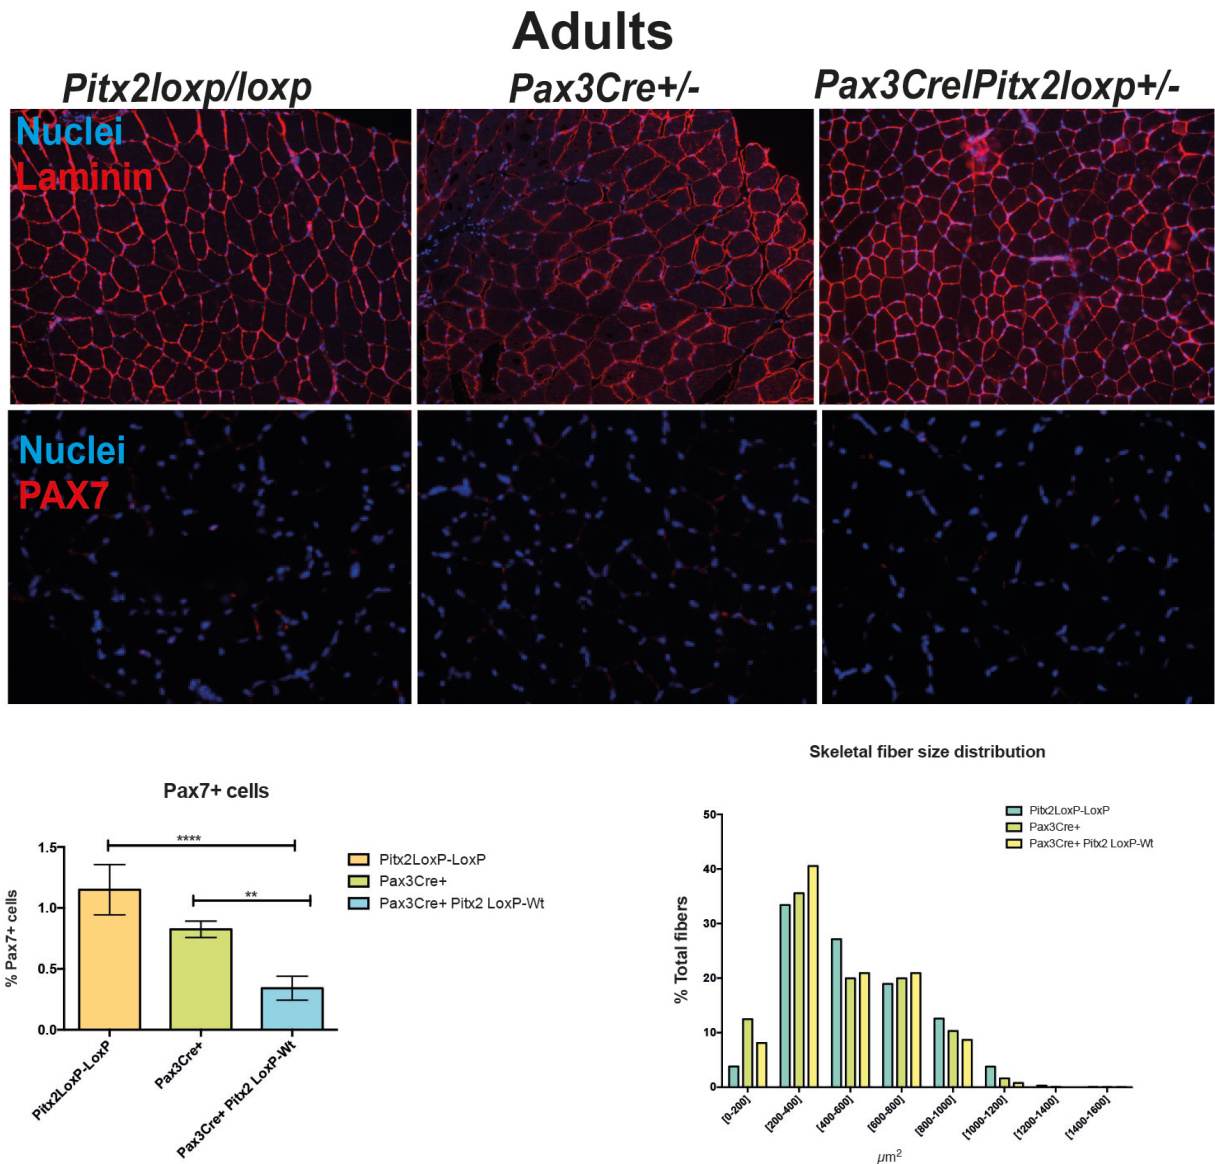 Adults
Pitx2loxp/loxp
Pax3Cre+/-
Pax3Cre|Pitx2loxp+/-
Nuclei
Laminin
Nuclei
PAX7
Pax7+ cells
% Pax7+ cells
1.5
1.0
0.5
0.0
****
**
Pitx2LoxP-LoxP
Pax3Cre+
Pax3Cre+ Pitx2 LoxP-Wt
Pitx2LoxP-LoxP
Pax3Cre+
Pax3Cre+ Pitx2 LoxP-Wt
Skeletal fiber size distribution
% Total fibers
50
40
30
20
10
0
Pitx2LoxP-LoxP
Pax3Cre+
Pax3Cre+ Pitx2 LoxP-Wt
[0-200]
[200-400]
[400-600]
[600-800]
[800-1000]
[1000-1200]
[1200-1400]
[1400-1600]
µm²